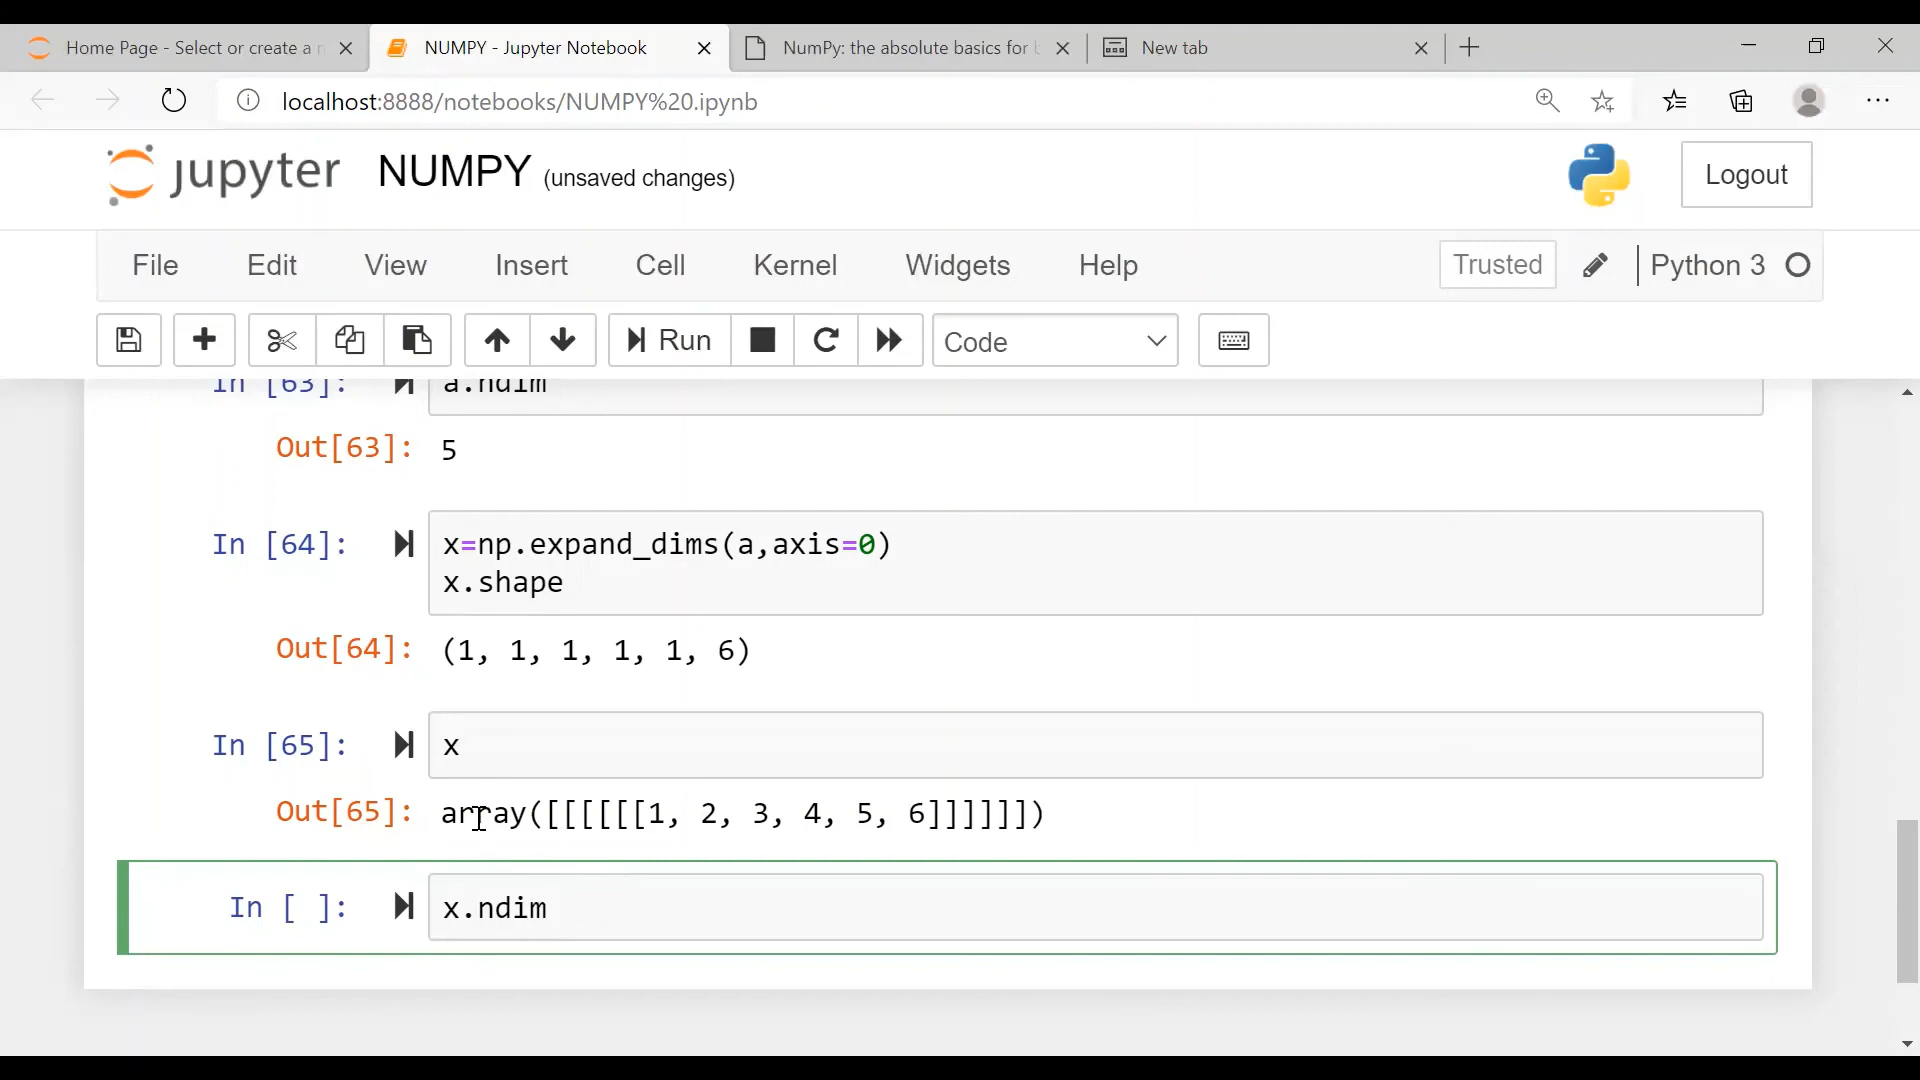 Home Page - Select or create a n
NUMPY - Jupyter Notebook
NumPy: the absolute basics for b
New tab
localhost:8888/notebooks/NUMPY%20.ipynb
jupyter NUMPY (unsaved changes)
Logout
File Edit View Insert Cell Kernel Widgets Help Trusted Python 3
Run Code
In [63]: a.ndim
Out[63]: 5
In [64]: x=np.expand_dims(a,axis=0)
x.shape
Out[64]: (1, 1, 1, 1, 1, 6)
In [65]: x
Out[65]: array([[[[[[1, 2, 3, 4, 5, 6]]]]]])
In [ ]: x.ndim